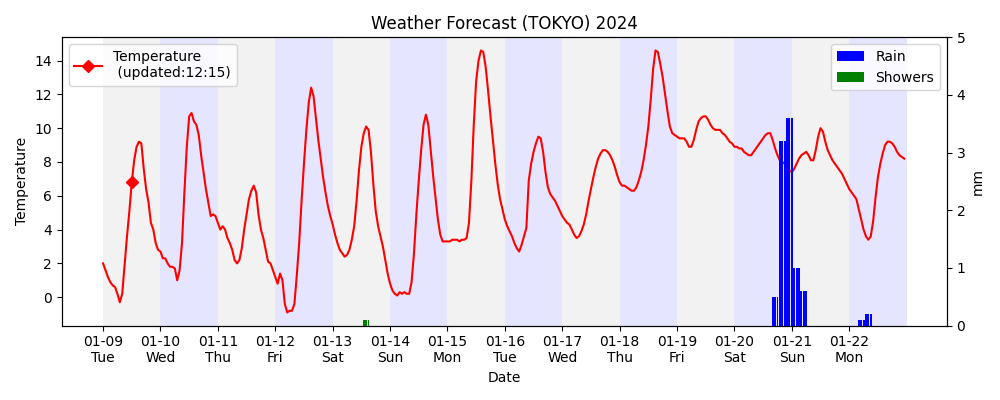 Weather Forecast (TOKYO) 2024
Temperature
(updated:12:15)
Rain
Showers
Temperature
14
12
10
8
6
4
2
0
5
4
3
2
1
0
mm
01-09 01-10 01-11 01-12 01-13 01-14 01-15 01-16 01-17 01-18 01-19 01-20 01-21 01-22
Tue Wed Thu Fri Sat Sun Mon Tue Wed Thu Fri Sat Sun Mon
Date